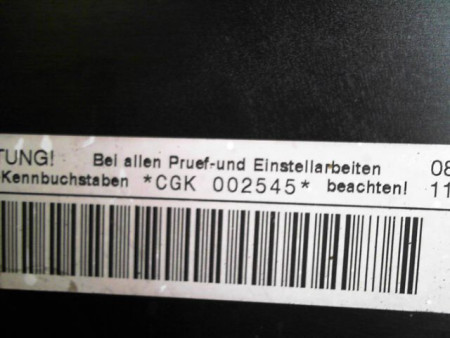 TUNG! Bei allen Pruef-und Einstellarbeiten 08
-Kennbuchstaben *CGK 002545* beachten! 11